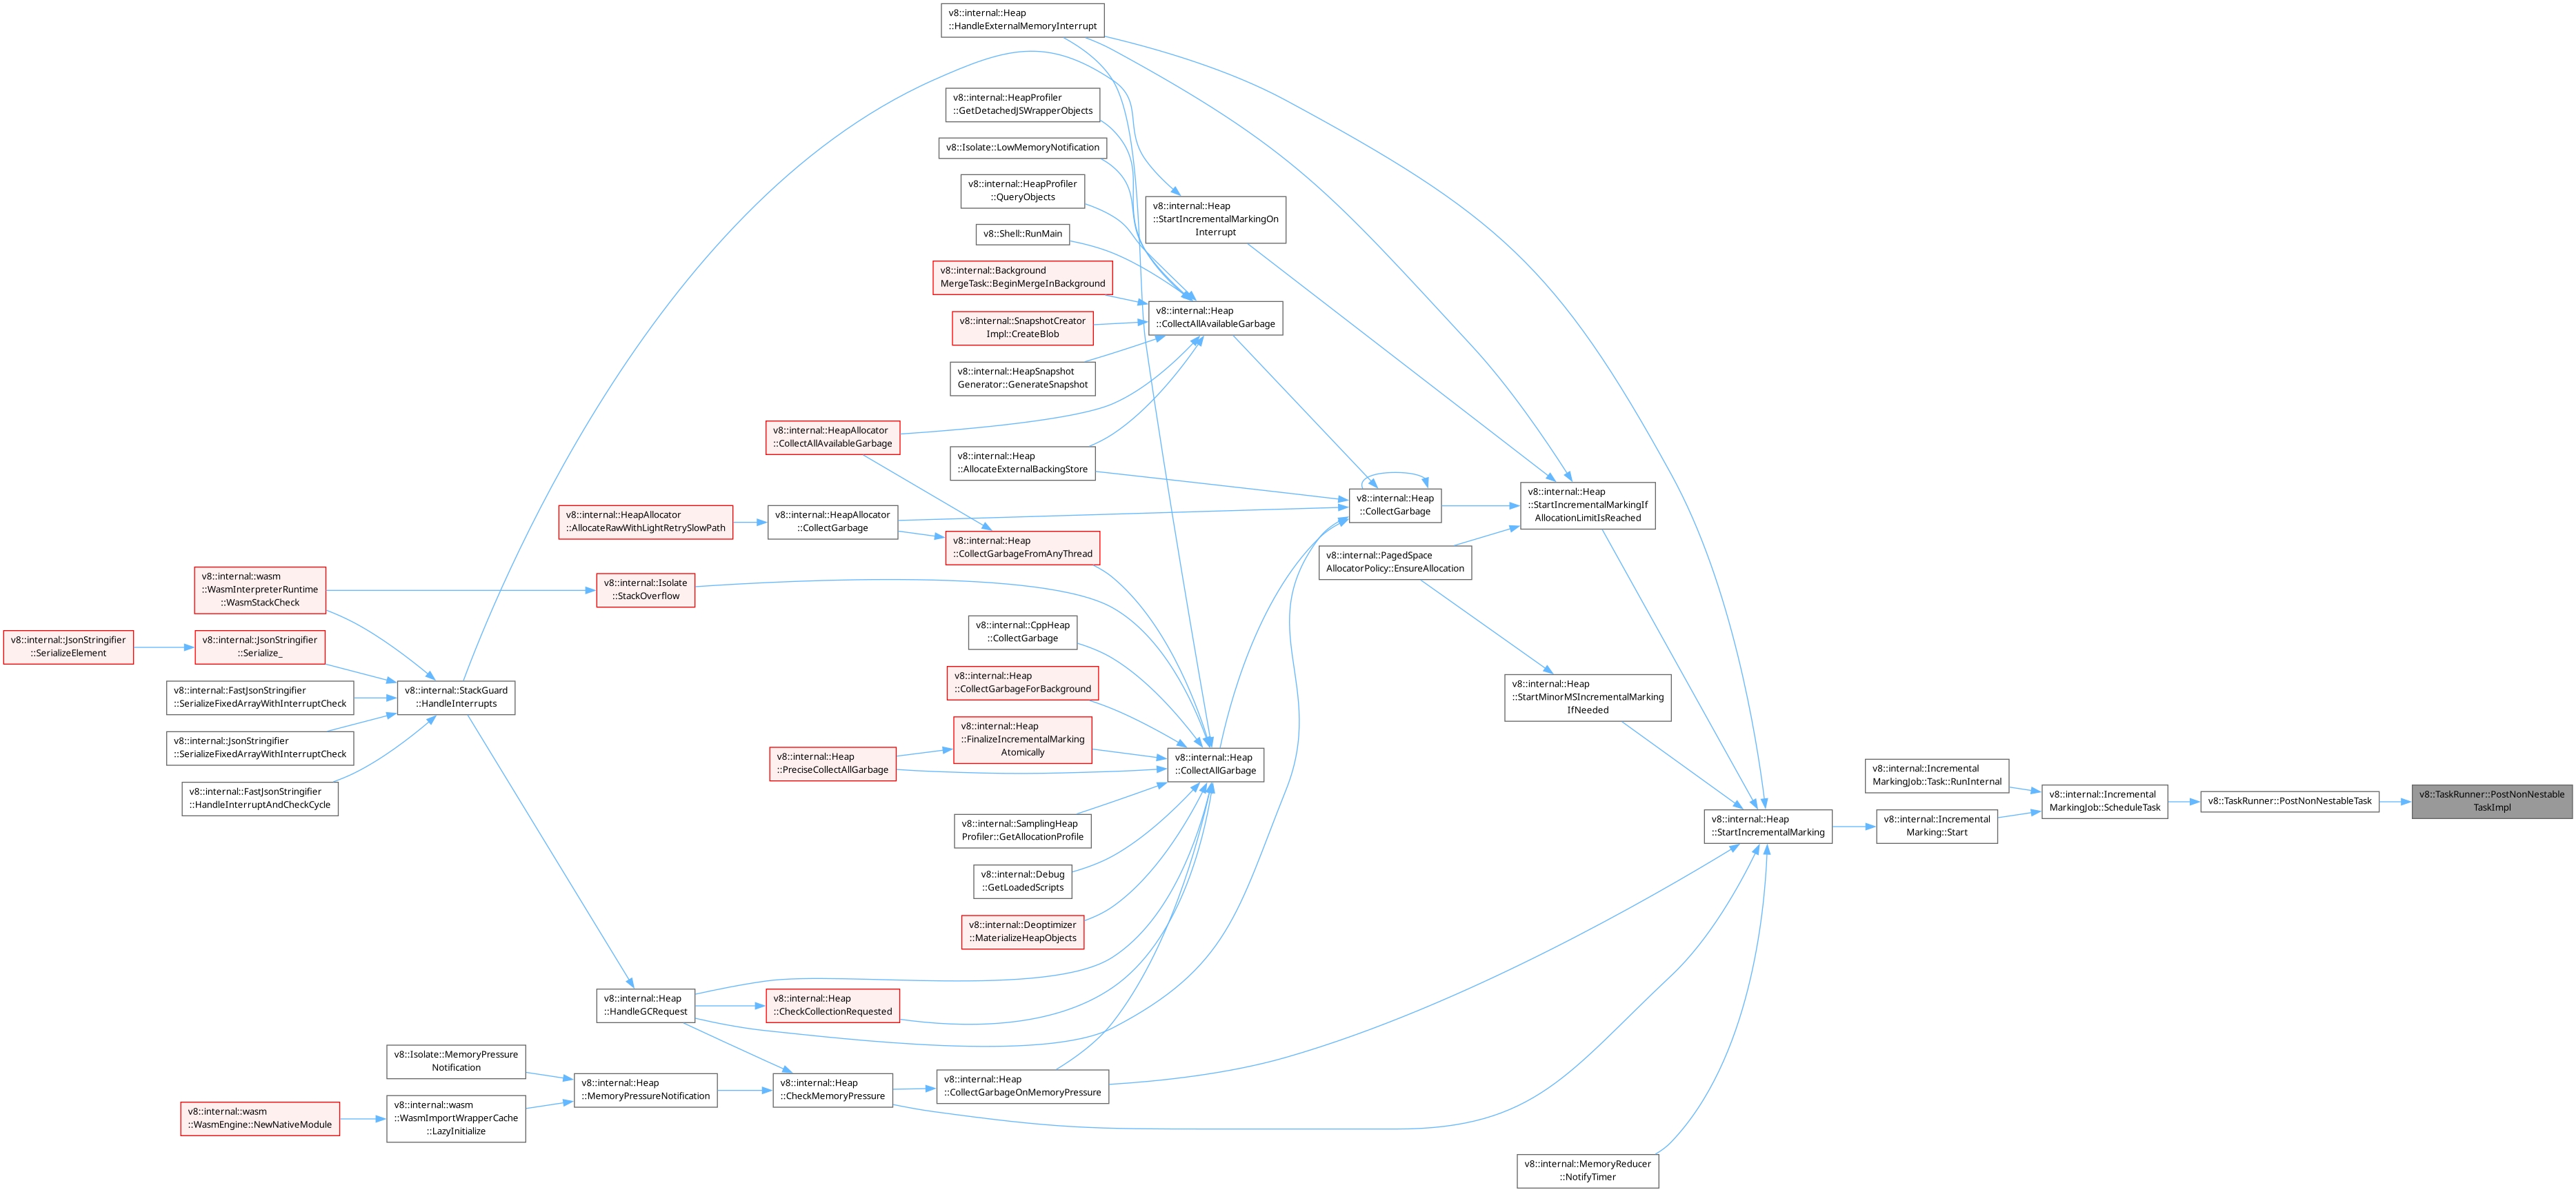 v8::internal::Heap
::HandleExternalMemoryInterrupt
v8::internal::HeapProfiler
::GetDetachedJSWrapperObjects
v8::Isolate::LowMemoryNotification
v8::internal::HeapProfiler
::QueryObjects
v8::internal::Heap
::StartIncrementalMarkingOn
Interrupt
v8::Shell::RunMain
v8::internal::Background
MergeTask::BeginMergeInBackground
v8::internal::Heap
::CollectAllAvailableGarbage
v8::internal::SnapshotCreator
Impl::CreateBlob
v8::internal::HeapSnapshot
Generator::GenerateSnapshot
v8::internal::HeapAllocator
::CollectAllAvailableGarbage
v8::internal::Heap
::AllocateExternalBackingStore
v8::internal::HeapAllocator
::AllocateRawWithLightRetrySlowPath
v8::internal::HeapAllocator
::CollectGarbage
v8::internal::Heap
::CollectGarbage
v8::internal::Heap
::StartIncrementalMarkingIf
AllocationLimitIsReached
v8::internal::Heap
::CollectGarbageFromAnyThread
v8::internal::PagedSpace
AllocatorPolicy::EnsureAllocation
v8::internal::wasm
::WasmInterpreterRuntime
::WasmStackCheck
v8::internal::Isolate
::StackOverflow
v8::internal::JsonStringifier
::SerializeElement
v8::internal::JsonStringifier
::Serialize_
v8::internal::CppHeap
::CollectGarbage
v8::internal::FastJsonStringifier
::SerializeFixedArrayWithInterruptCheck
v8::internal::StackGuard
::HandleInterrupts
v8::internal::Heap
::CollectGarbageForBackground
v8::internal::Heap
::StartMinorMSIncrementalMarking
IfNeeded
v8::internal::JsonStringifier
::SerializeFixedArrayWithInterruptCheck
v8::internal::Heap
::FinalizeIncrementalMarking
Atomically
v8::internal::Heap
::PreciseCollectAllGarbage
v8::internal::Heap
::CollectAllGarbage
v8::internal::FastJsonStringifier
::HandleInterruptAndCheckCycle
v8::internal::Incremental
MarkingJob::Task::RunInternal
v8::internal::Incremental
MarkingJob::ScheduleTask
v8::TaskRunner::PostNonNestableTask
v8::TaskRunner::PostNonNestable
TaskImpl
v8::internal::SamplingHeap
Profiler::GetAllocationProfile
v8::internal::Heap
::StartIncrementalMarking
v8::internal::Incremental
Marking::Start
v8::internal::Debug
::GetLoadedScripts
v8::internal::Deoptimizer
::MaterializeHeapObjects
v8::internal::Heap
::HandleGCRequest
v8::internal::Heap
::CheckCollectionRequested
v8::Isolate::MemoryPressure
Notification
v8::internal::Heap
::MemoryPressureNotification
v8::internal::Heap
::CheckMemoryPressure
v8::internal::Heap
::CollectGarbageOnMemoryPressure
v8::internal::wasm
::WasmEngine::NewNativeModule
v8::internal::wasm
::WasmImportWrapperCache
::LazyInitialize
v8::internal::MemoryReducer
::NotifyTimer